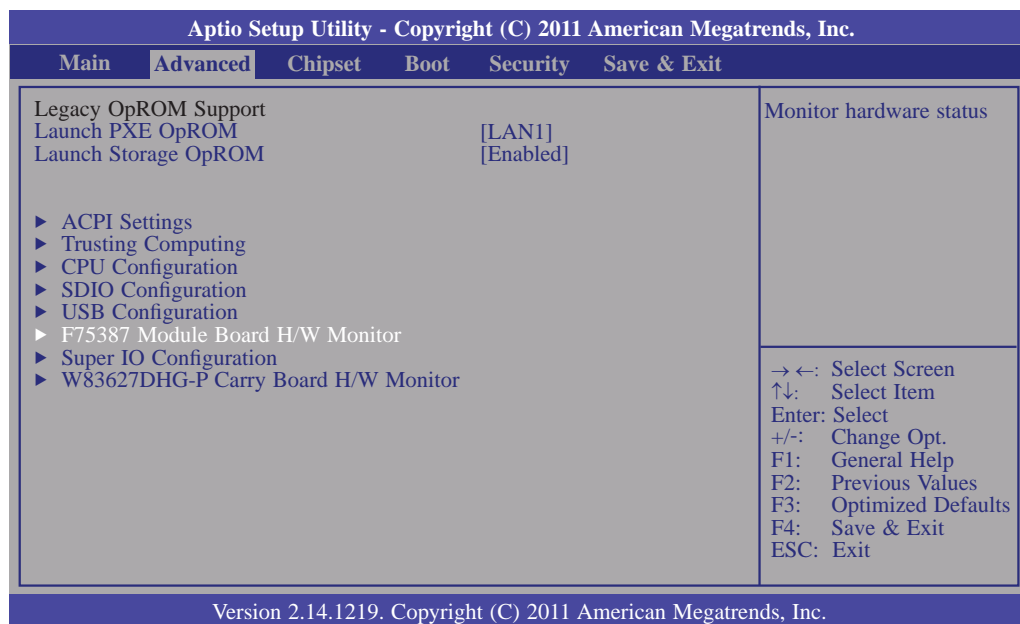 Aptio Setup Utility - Copyright (C) 2011 American Megatrends, Inc.
Main Advanced Chipset Boot Security Save & Exit
Legacy OpROM Support
Launch PXE OpROM [LAN1]
Launch Storage OpROM [Enabled]
▶ ACPI Settings
▶ Trusting Computing
▶ CPU Configuration
▶ SDIO Configuration
▶ USB Configuration
▶ F75387 Module Board H/W Monitor
▶ Super IO Configuration
▶ W83627DHG-P Carry Board H/W Monitor
Monitor hardware status
→←: Select Screen
↑↓: Select Item
Enter: Select
+/-: Change Opt.
F1: General Help
F2: Previous Values
F3: Optimized Defaults
F4: Save & Exit
ESC: Exit
Version 2.14.1219. Copyright (C) 2011 American Megatrends, Inc.